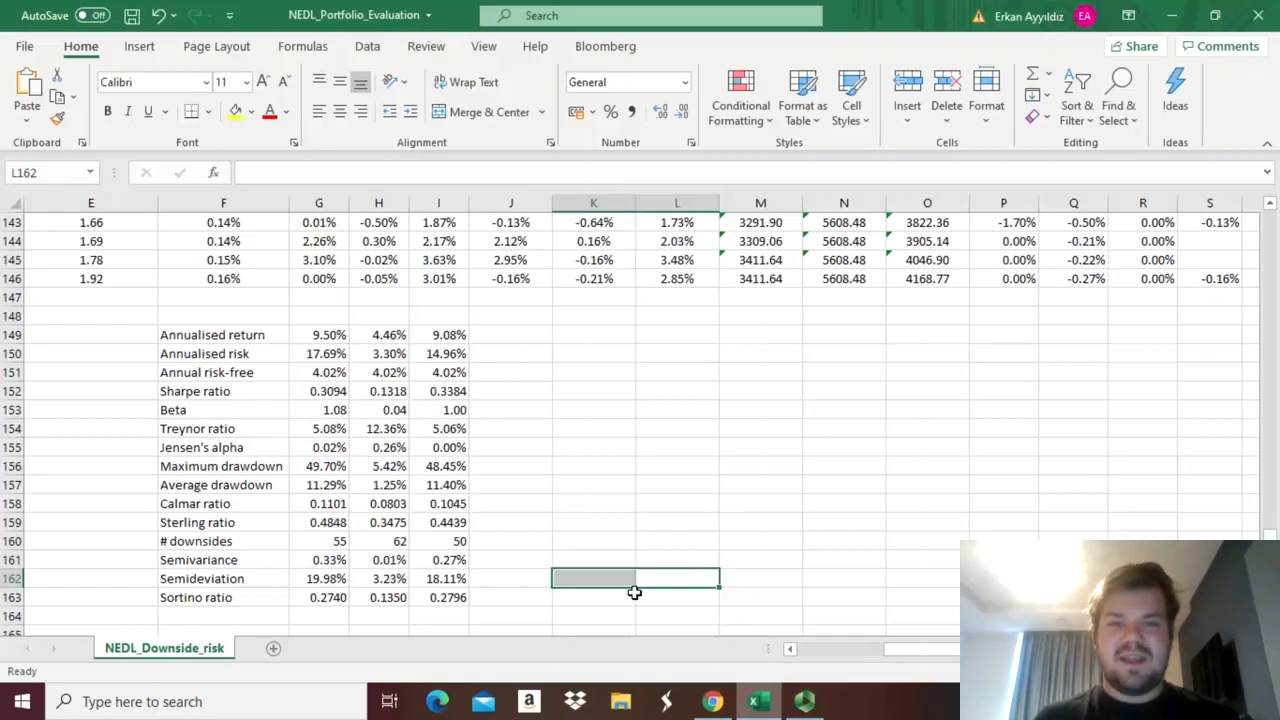 AutoSave Off NEDL_Portfolio_Evaluation Search Erkan Ayyıldız EA
File Home Insert Page Layout Formulas Data Review View Help Bloomberg Share Comments
Paste Calibri 11 Wrap Text General Conditional Formatting Format as Table Cell Styles Insert Delete Format Sort & Filter Find & Select Ideas
B I U Merge & Center
Clipboard Font Alignment Number Styles Cells Editing Ideas
L162 fx
E F G H I J K L M N O P Q R S
143 1.66 0.14% 0.01% -0.50% 1.87% -0.13% -0.64% 1.73% 3291.90 5608.48 3822.36 -1.70% -0.50% 0.00% -0.13%
144 1.69 0.14% 2.26% 0.30% 2.17% 2.12% 0.16% 2.03% 3309.06 5608.48 3905.14 0.00% -0.21% 0.00%
145 1.78 0.15% 3.10% -0.02% 3.63% 2.95% -0.16% 3.48% 3411.64 5608.48 4046.90 0.00% -0.22% 0.00%
146 1.92 0.16% 0.00% -0.05% 3.01% -0.16% -0.21% 2.85% 3411.64 5608.48 4168.77 0.00% -0.27% 0.00% -0.16%
147
148
149 Annualised return 9.50% 4.46% 9.08%
150 Annualised risk 17.69% 3.30% 14.96%
151 Annual risk-free 4.02% 4.02% 4.02%
152 Sharpe ratio 0.3094 0.1318 0.3384
153 Beta 1.08 0.04 1.00
154 Treynor ratio 5.08% 12.36% 5.06%
155 Jensen's alpha 0.02% 0.26% 0.00%
156 Maximum drawdown 49.70% 5.42% 48.45%
157 Average drawdown 11.29% 1.25% 11.40%
158 Calmar ratio 0.1101 0.0803 0.1045
159 Sterling ratio 0.4848 0.3475 0.4439
160 # downsides 55 62 50
161 Semivariance 0.33% 0.01% 0.27%
162 Semideviation 19.98% 3.23% 18.11%
163 Sortino ratio 0.2740 0.1350 0.2796
164
165
NEDL_Downside_risk
Ready
Type here to search